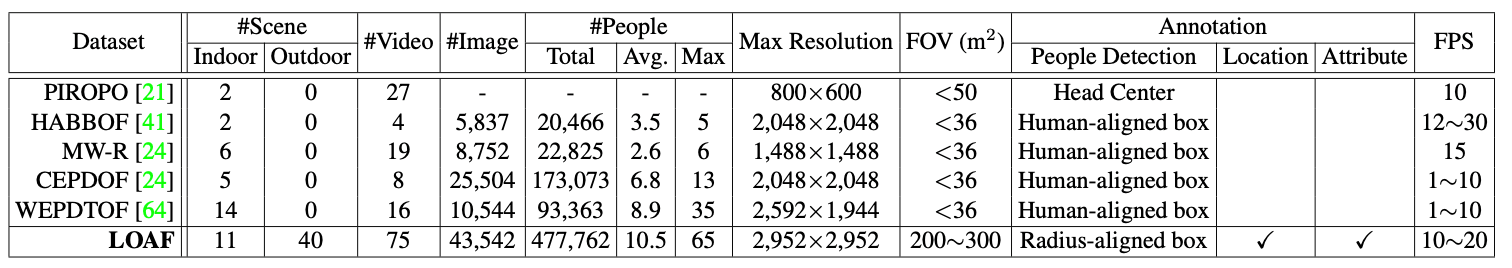 Dataset #Scene #Video #Image #People Max Resolution FOV (m²) Annotation FPS
Indoor Outdoor Total Avg. Max People Detection Location Attribute
PIROPO [21] 2 0 27 - - - - 800×600 <50 Head Center 10
HABBOF [41] 2 0 4 5,837 20,466 3.5 5 2,048×2,048 <36 Human-aligned box 12∼30
MW-R [24] 6 0 19 8,752 22,825 2.6 6 1,488×1,488 <36 Human-aligned box 15
CEPDOF [24] 5 0 8 25,504 173,073 6.8 13 2,048×2,048 <36 Human-aligned box 1∼10
WEPDTOF [64] 14 0 16 10,544 93,363 8.9 35 2,592×1,944 <36 Human-aligned box 1∼10
LOAF 11 40 75 43,542 477,762 10.5 65 2,952×2,952 200∼300 Radius-aligned box ✓ ✓ 10∼20